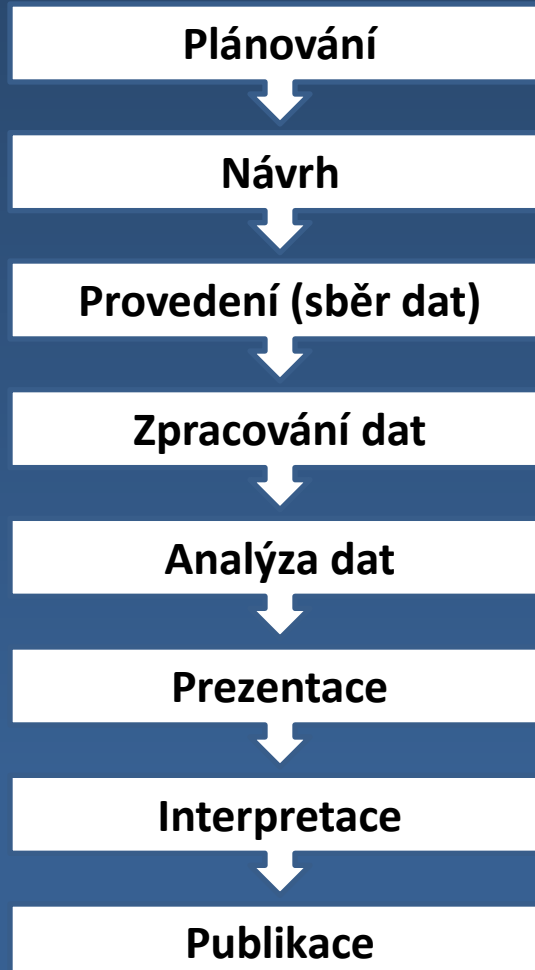 Plánování
Návrh
Provedení (sběr dat)
Zpracování dat
Analýza dat
Prezentace
Interpretace
Publikace